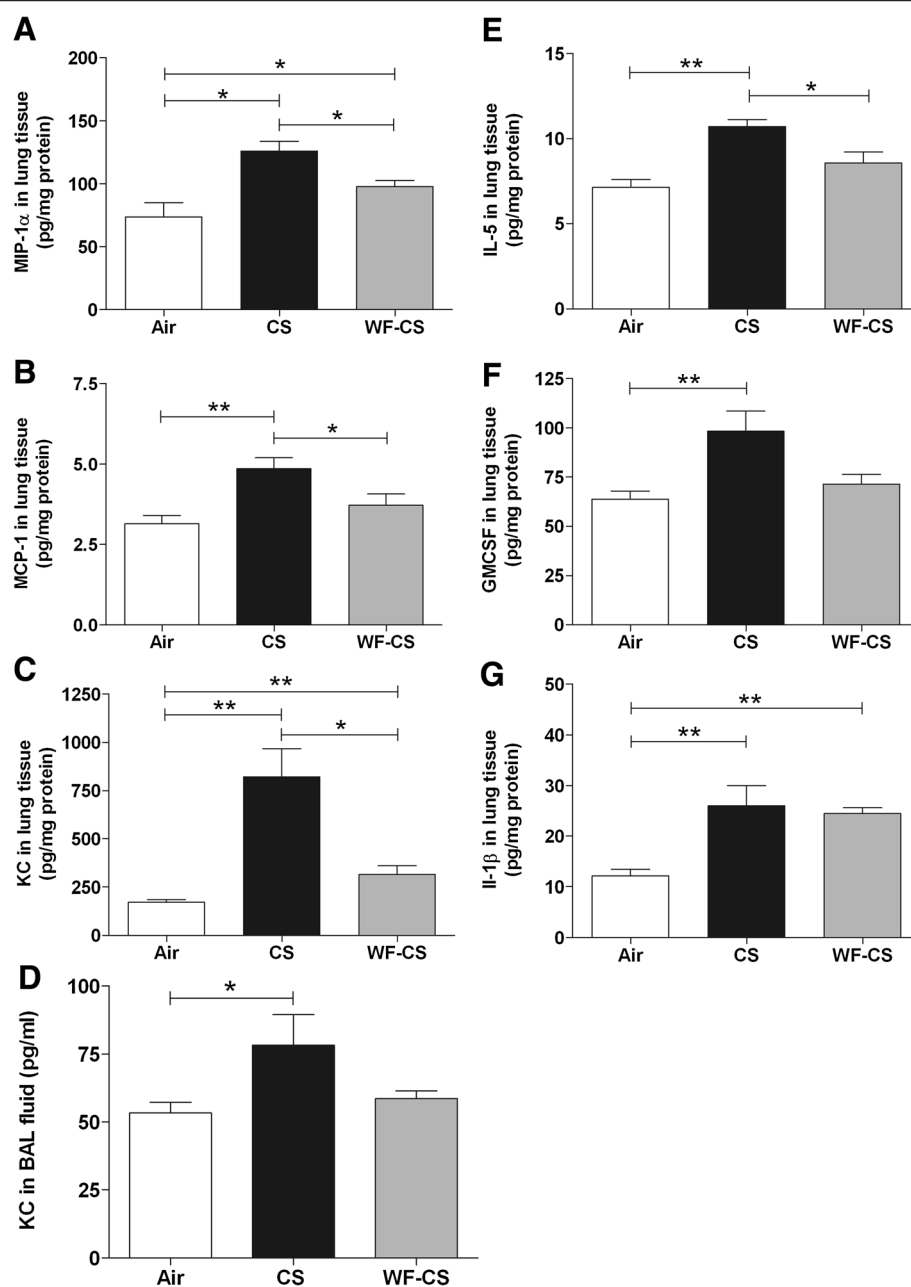 A
MIP-1α in lung tissue
(pg/mg protein)
200
150
100
50
0
*
*
*
Air CS WF-CS
B
MCP-1 in lung tissue
(pg/mg protein)
7.5
5.0
2.5
0.0
**
*
Air CS WF-CS
C
KC in lung tissue
(pg/mg protein)
1250
1000
750
500
250
0
**
**
*
Air CS WF-CS
D
KC in BAL fluid (pg/ml)
100
75
50
25
0
*
Air CS WF-CS
E
IL-5 in lung tissue
(pg/mg protein)
15
10
5
0
**
*
Air CS WF-CS
F
GMCSF in lung tissue
(pg/mg protein)
125
100
75
50
25
0
**
Air CS WF-CS
G
Il-1β in lung tissue
(pg/mg protein)
50
40
30
20
10
0
**
**
Air CS WF-CS